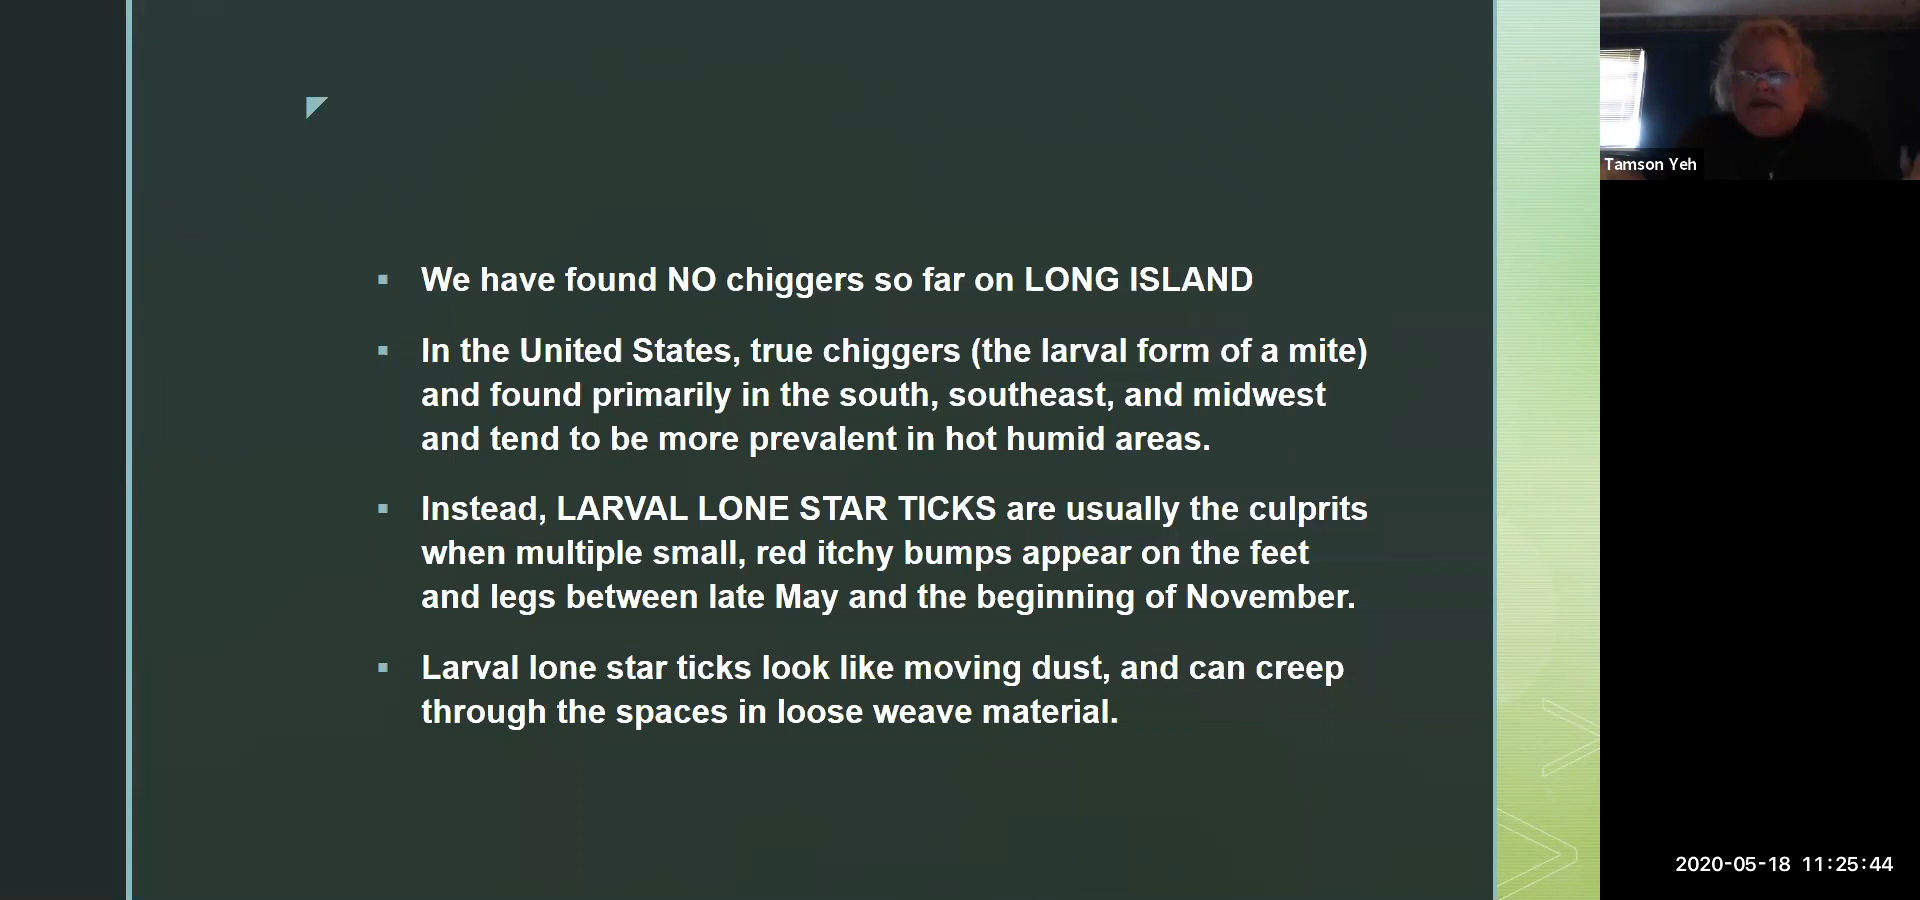 We have found NO chiggers so far on LONG ISLAND
In the United States, true chiggers (the larval form of a mite)
and found primarily in the south, southeast, and midwest
and tend to be more prevalent in hot humid areas.
Instead, LARVAL LONE STAR TICKS are usually the culprits
when multiple small, red itchy bumps appear on the feet
and legs between late May and the beginning of November.
Larval lone star ticks look like moving dust, and can creep
through the spaces in loose weave material.
Tamson Yeh
2020-05-18 11:25:44